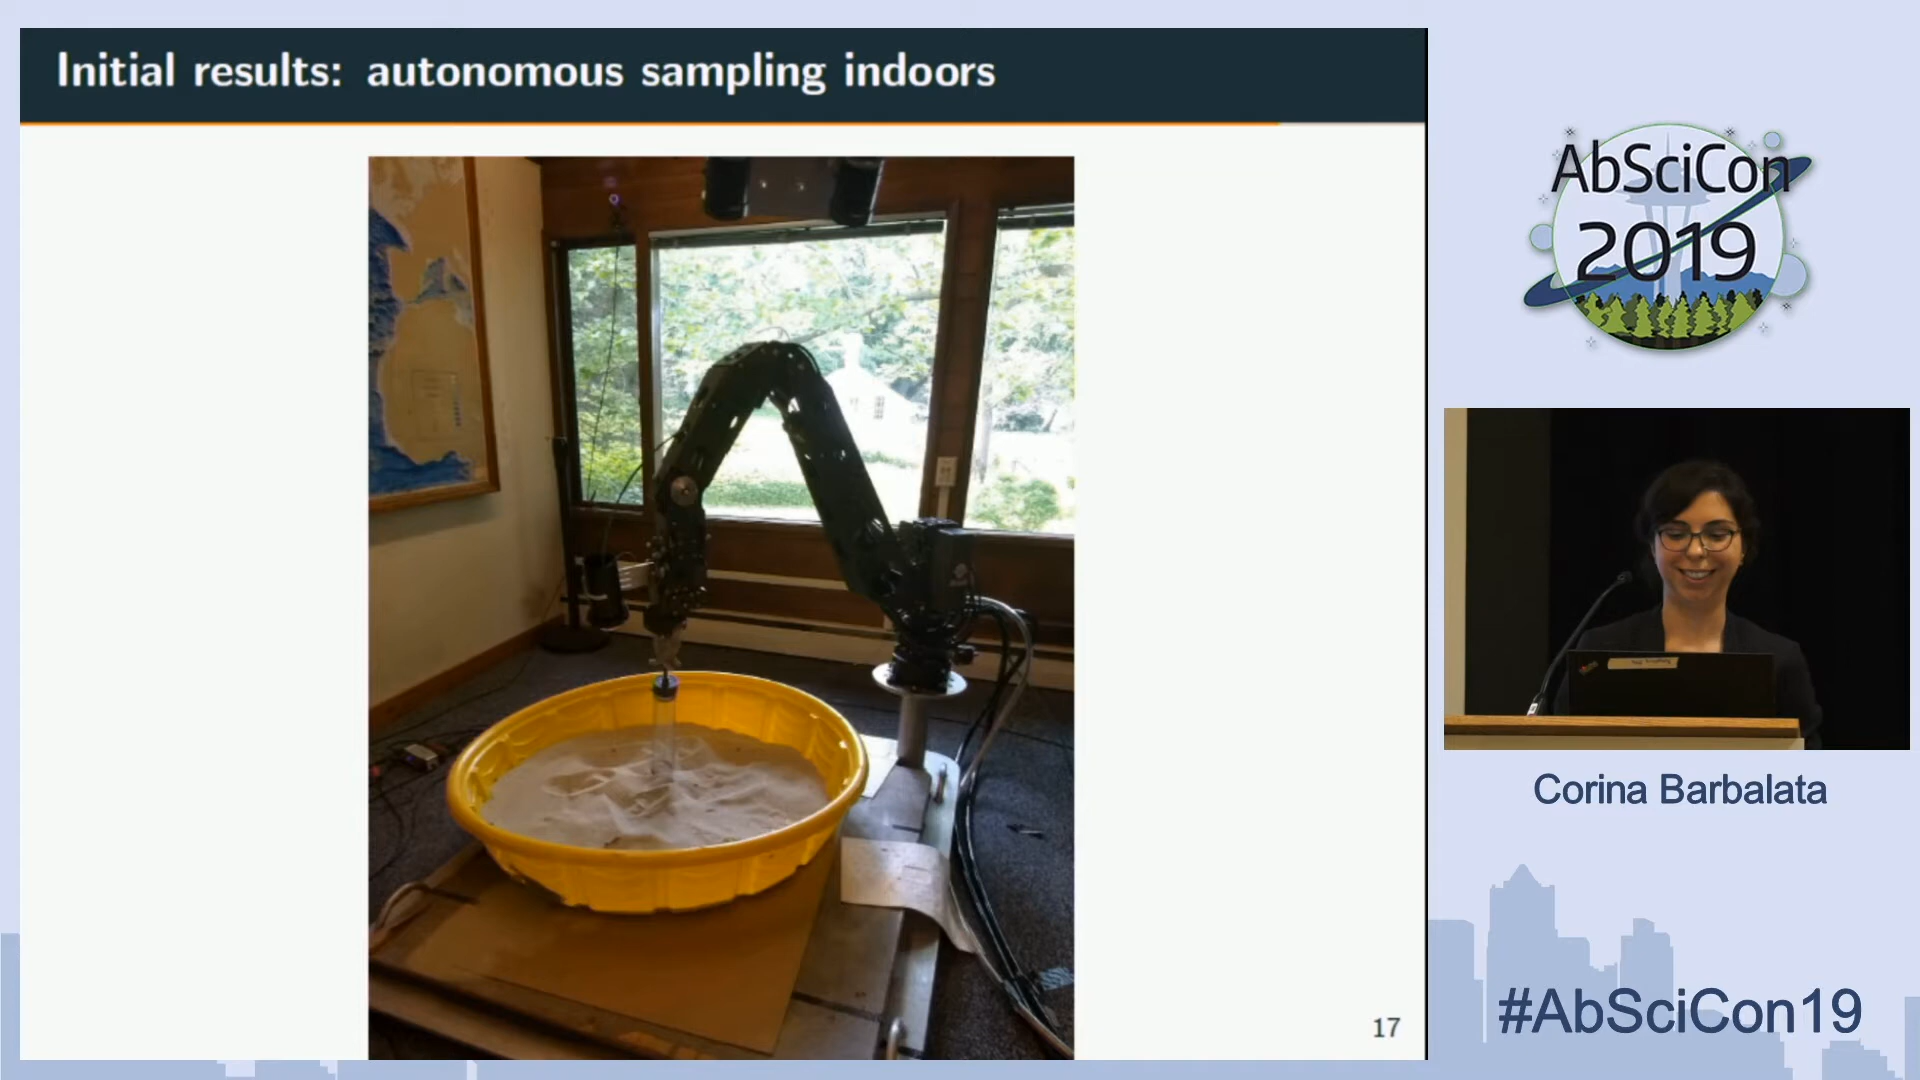 Initial results: autonomous sampling indoors
AbSciCon
2019
Corina Barbalata
#AbSciCon19
17